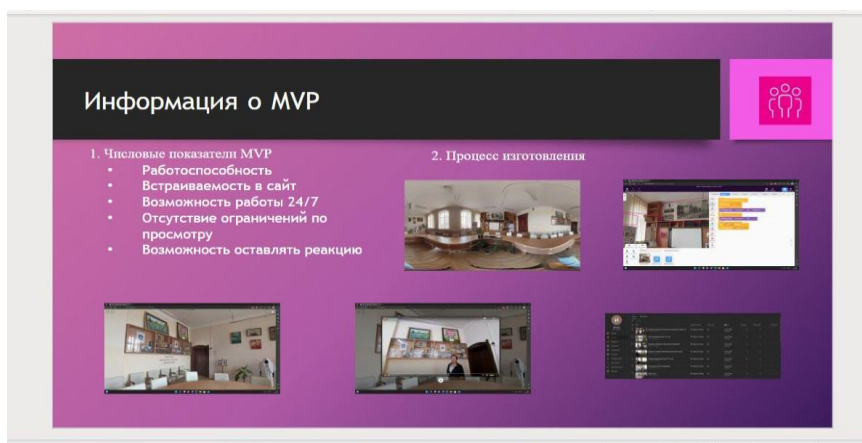 Информация о MVP
1. Числовые показатели MVP
• Работоспособность
• Встраиваемость в сайт
• Возможность работы 24/7
• Отсутствие ограничений по
просмотру
• Возможность оставлять реакцию
2. Процесс изготовления